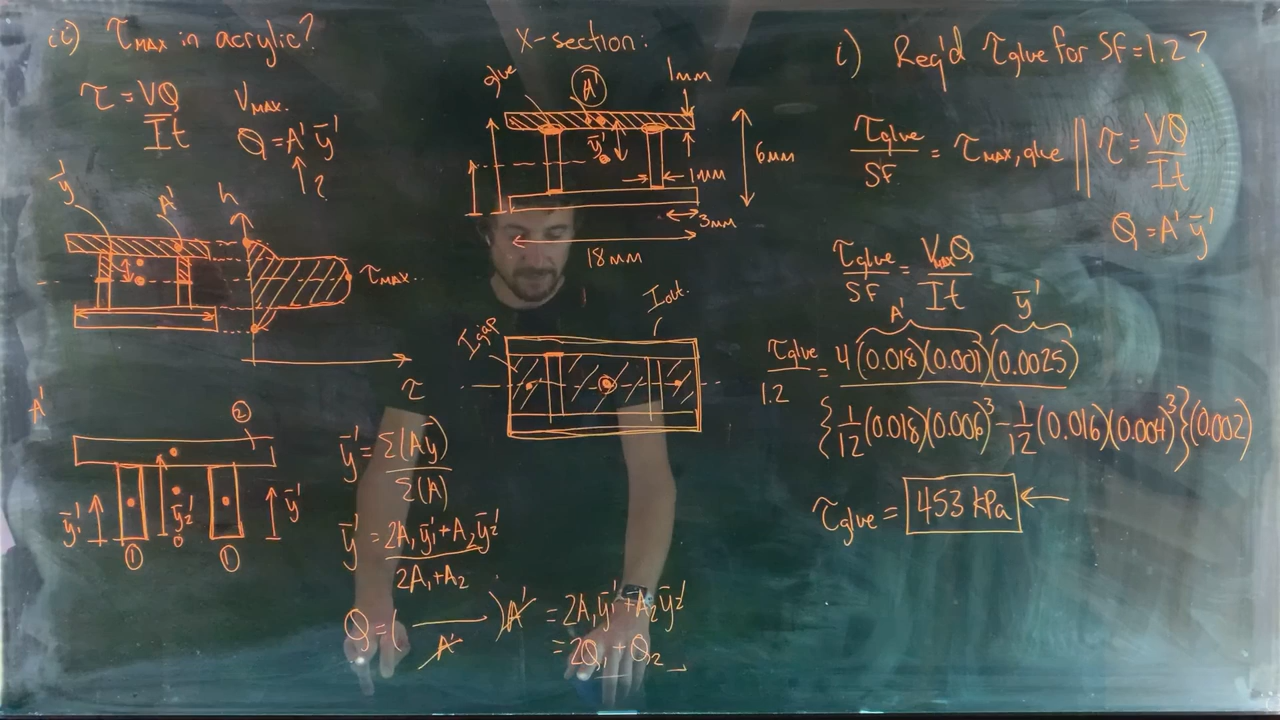 ii) τMAX in acrylic?
τ = VQ / It
VMAX.
Q = A' ȳ'
?
ȳ'
A'
h
τMAX.
τ
A'
②
ȳ1'
ȳ2'
ȳ'
①
①
ȳ' = Σ(Aȳ) / Σ(A)
ȳ' = 2A1ȳ1' + A2ȳ2' / 2A1 + A2
Q = ( / A' )A' = 2A1ȳ1' + A2ȳ2'
= 2Q1 + Q2
X-section:
glue
A'
1mm
ȳ'
6mm
1mm
3mm
18mm
Igap
Iout.
i) Req'd τglue for SF=1.2?
τglue / SF = τMAX, glue || τ = VQ / It
Q = A' ȳ'
τglue / SF = VMAXQ / It
A'
ȳ'
τglue / 1.2 = 4(0.018)(0.001)(0.0025) / {1/12(0.018)(0.006)³ − 1/12(0.016)(0.004)³}(0.002)
τglue = 453 kPa ←